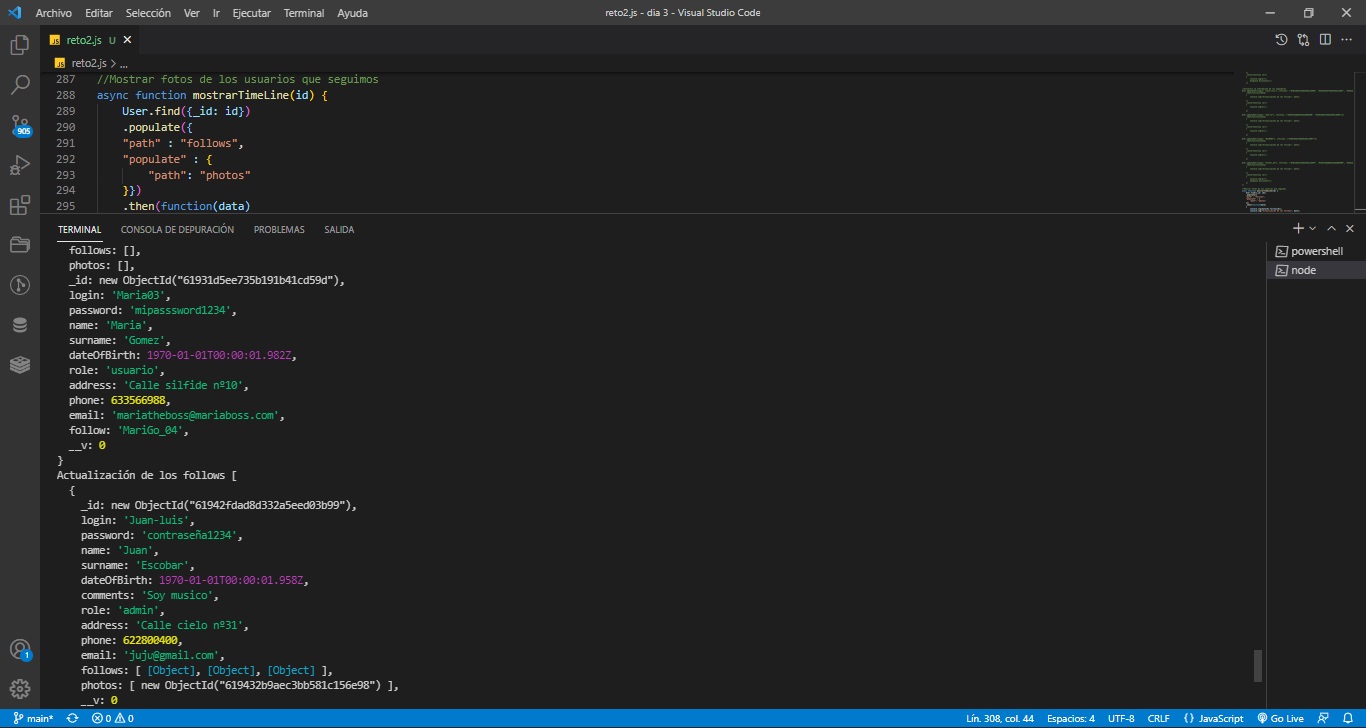 Archivo Editar Selección Ver Ir Ejecutar Terminal Ayuda reto2.js - dia 3 - Visual Studio Code
JS reto2.js U
JS reto2.js > ...
287 //Mostrar fotos de los usuarios que seguimos
288 async function mostrarTimeLine(id) {
289 User.find({_id: id})
290 .populate({
291 "path" : "follows",
292 "populate" : {
293 "path": "photos"
294 }})
295 .then(function(data)
905
TERMINAL CONSOLA DE DEPURACIÓN PROBLEMAS SALIDA
powershell
node
follows: [],
photos: [],
_id: new ObjectId("61931d5ee735b191b41cd59d"),
login: 'Maria03',
password: 'mipasssword1234',
name: 'Maria',
surname: 'Gomez',
dateOfBirth: 1970-01-01T00:00:01.982Z,
role: 'usuario',
address: 'Calle silfide nº10',
phone: 633566988,
email: 'mariatheboss@mariaboss.com',
follow: 'MariGo_04',
__v: 0
}
Actualización de los follows [
{
_id: new ObjectId("61942fdad8d332a5eed03b99"),
login: 'Juan-luis',
password: 'contraseña1234',
name: 'Juan',
surname: 'Escobar',
dateOfBirth: 1970-01-01T00:00:01.958Z,
comments: 'Soy musico',
role: 'admin',
address: 'Calle cielo nº31',
phone: 622800400,
email: 'juju@gmail.com',
follows: [ [Object], [Object], [Object] ],
photos: [ new ObjectId("619432b9aec3bb581c156e98") ],
__v: 0
1
main* 0 0 Lín. 308, col. 44 Espacios: 4 UTF-8 CRLF {} JavaScript Go Live